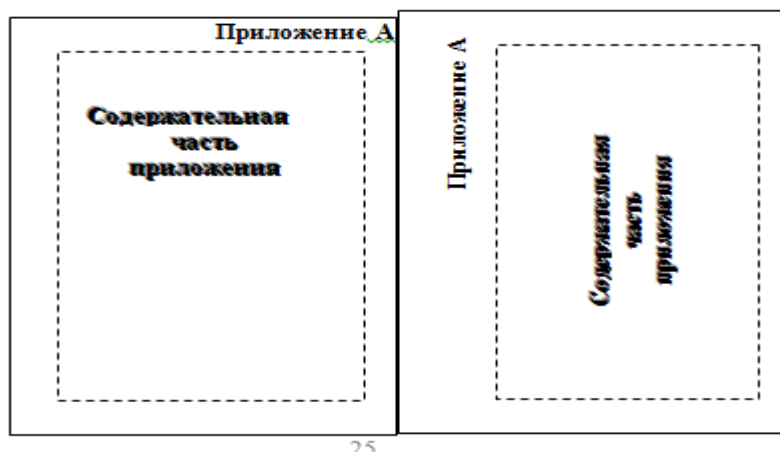 Приложение А
Содержательная
часть
приложения
Приложение А
Содержательная
часть
приложения
25